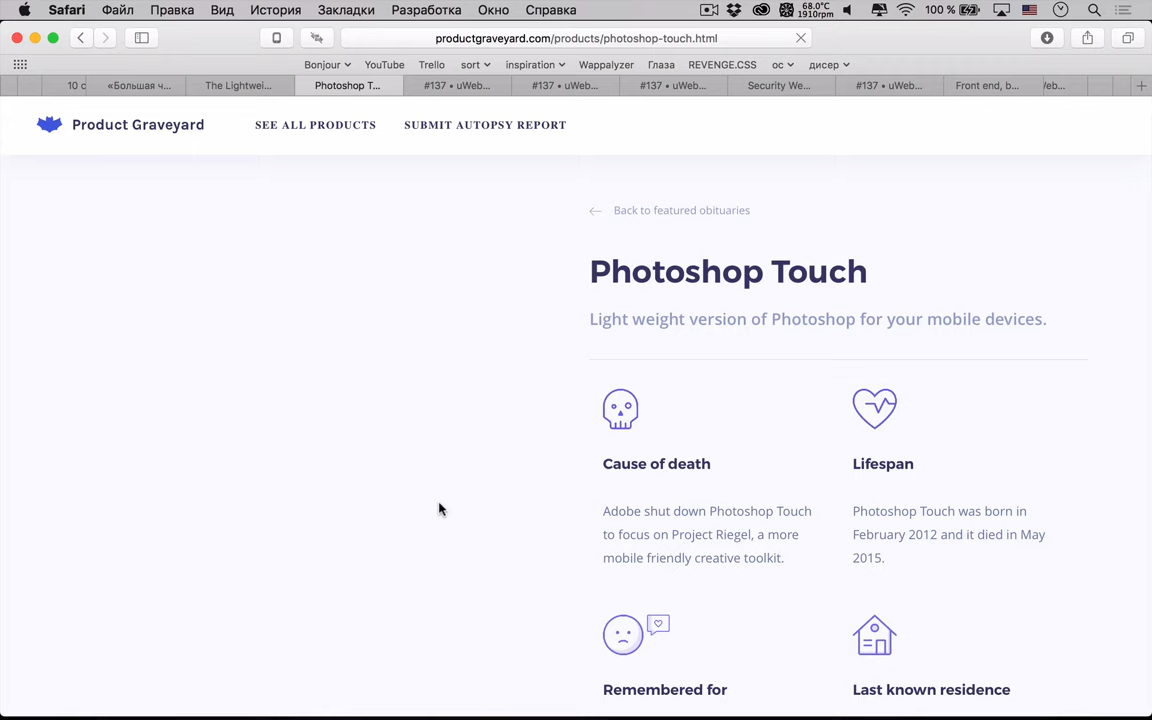 Safari Файл Правка Вид История Закладки Разработка Окно Справка 68.0°C 1910rpm 100 %
productgraveyard.com/products/photoshop-touch.html
Bonjour YouTube Trello sort inspiration Wappalyzer Глаза REVENGE.CSS ос дисер
10 с «Большая ч... The Lightwei... Photoshop T... #137 • uWeb... #137 • uWeb... #137 • uWeb... Security We... #137 • uWeb... Front end, b... /eb...
Product Graveyard SEE ALL PRODUCTS SUBMIT AUTOPSY REPORT
Back to featured obituaries
Photoshop Touch
Light weight version of Photoshop for your mobile devices.
Cause of death
Adobe shut down Photoshop Touch
to focus on Project Riegel, a more
mobile friendly creative toolkit.
Lifespan
Photoshop Touch was born in
February 2012 and it died in May
2015.
Remembered for
Last known residence